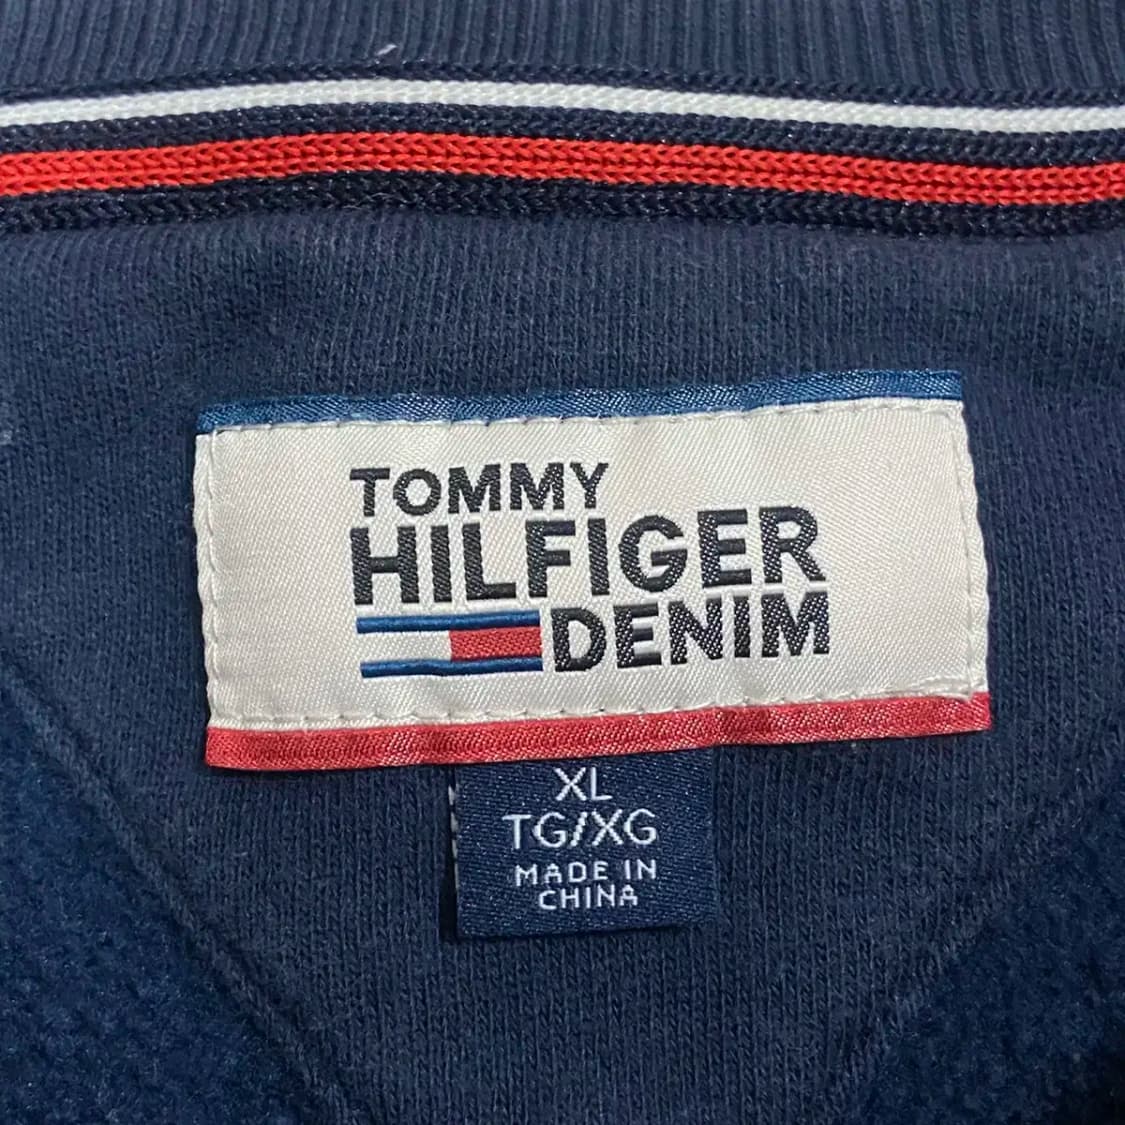 TOMMY
HILFIGER
DENIM
XL
TG/XG
MADE IN
CHINA